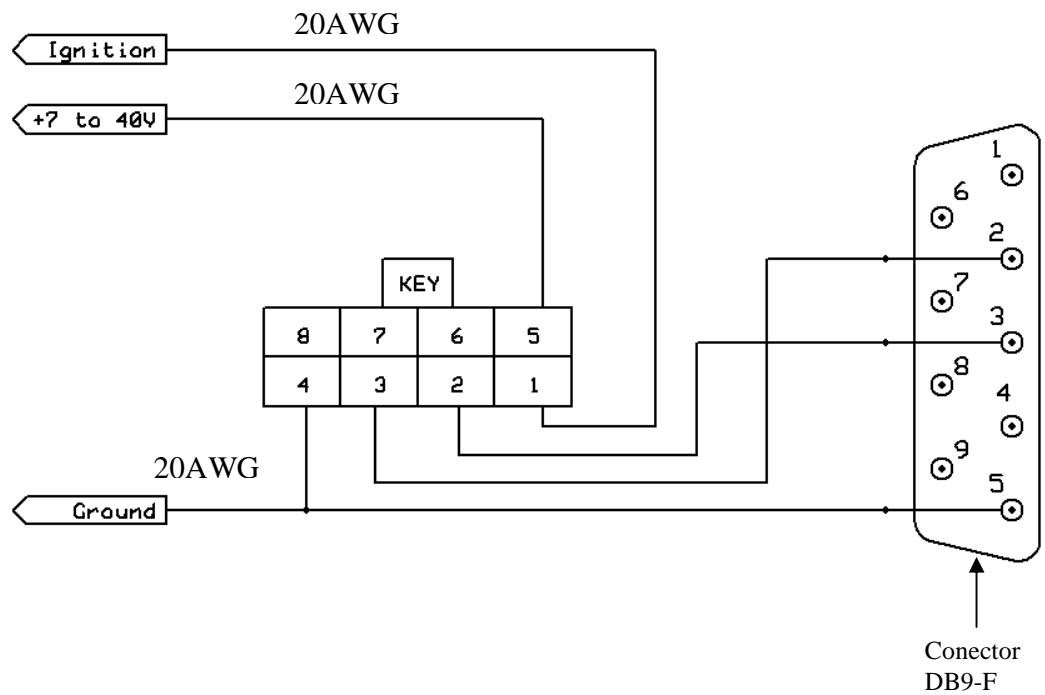 20AWG
Ignition
20AWG
+7 to 40V
1
6
2
7
3
KEY
8 7 6 5
4 3 2 1
8
4
9
20AWG
5
Ground
Conector
DB9-F